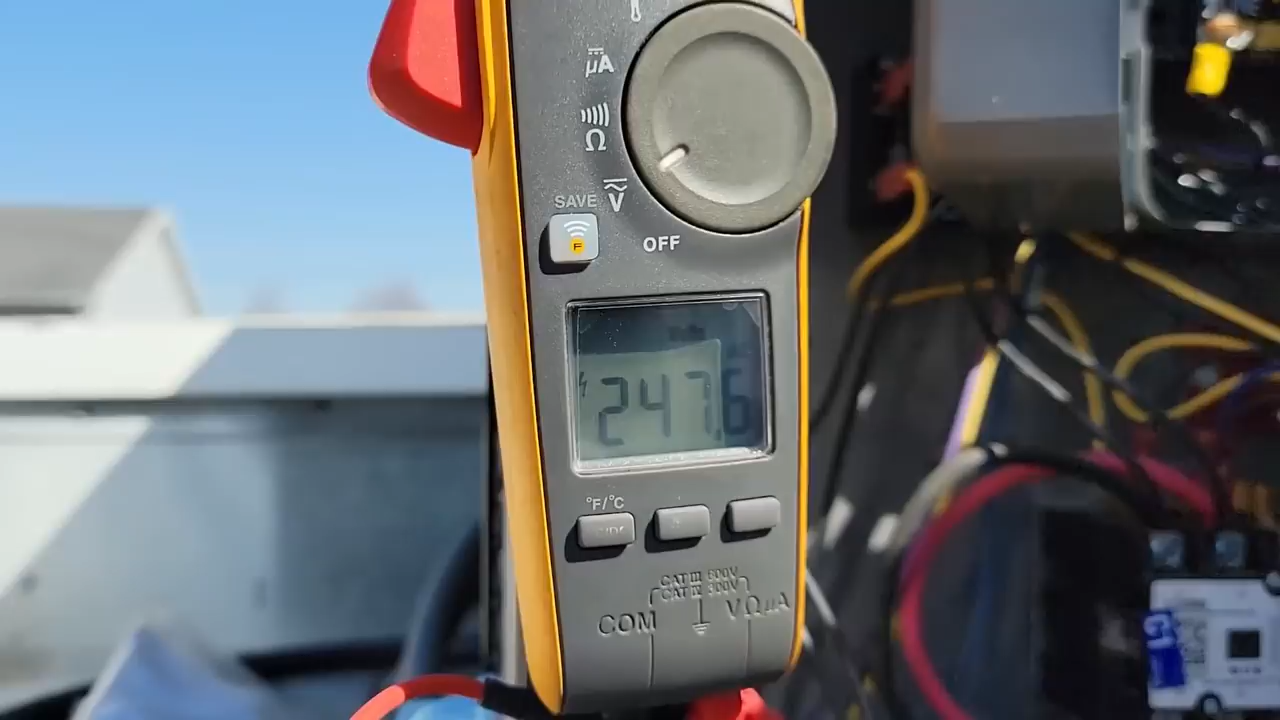 μA
Ω
SAVE
V
F
OFF
247.6
°F/°C
CAT III 600V
CAT IV 300V
COM
VΩμA